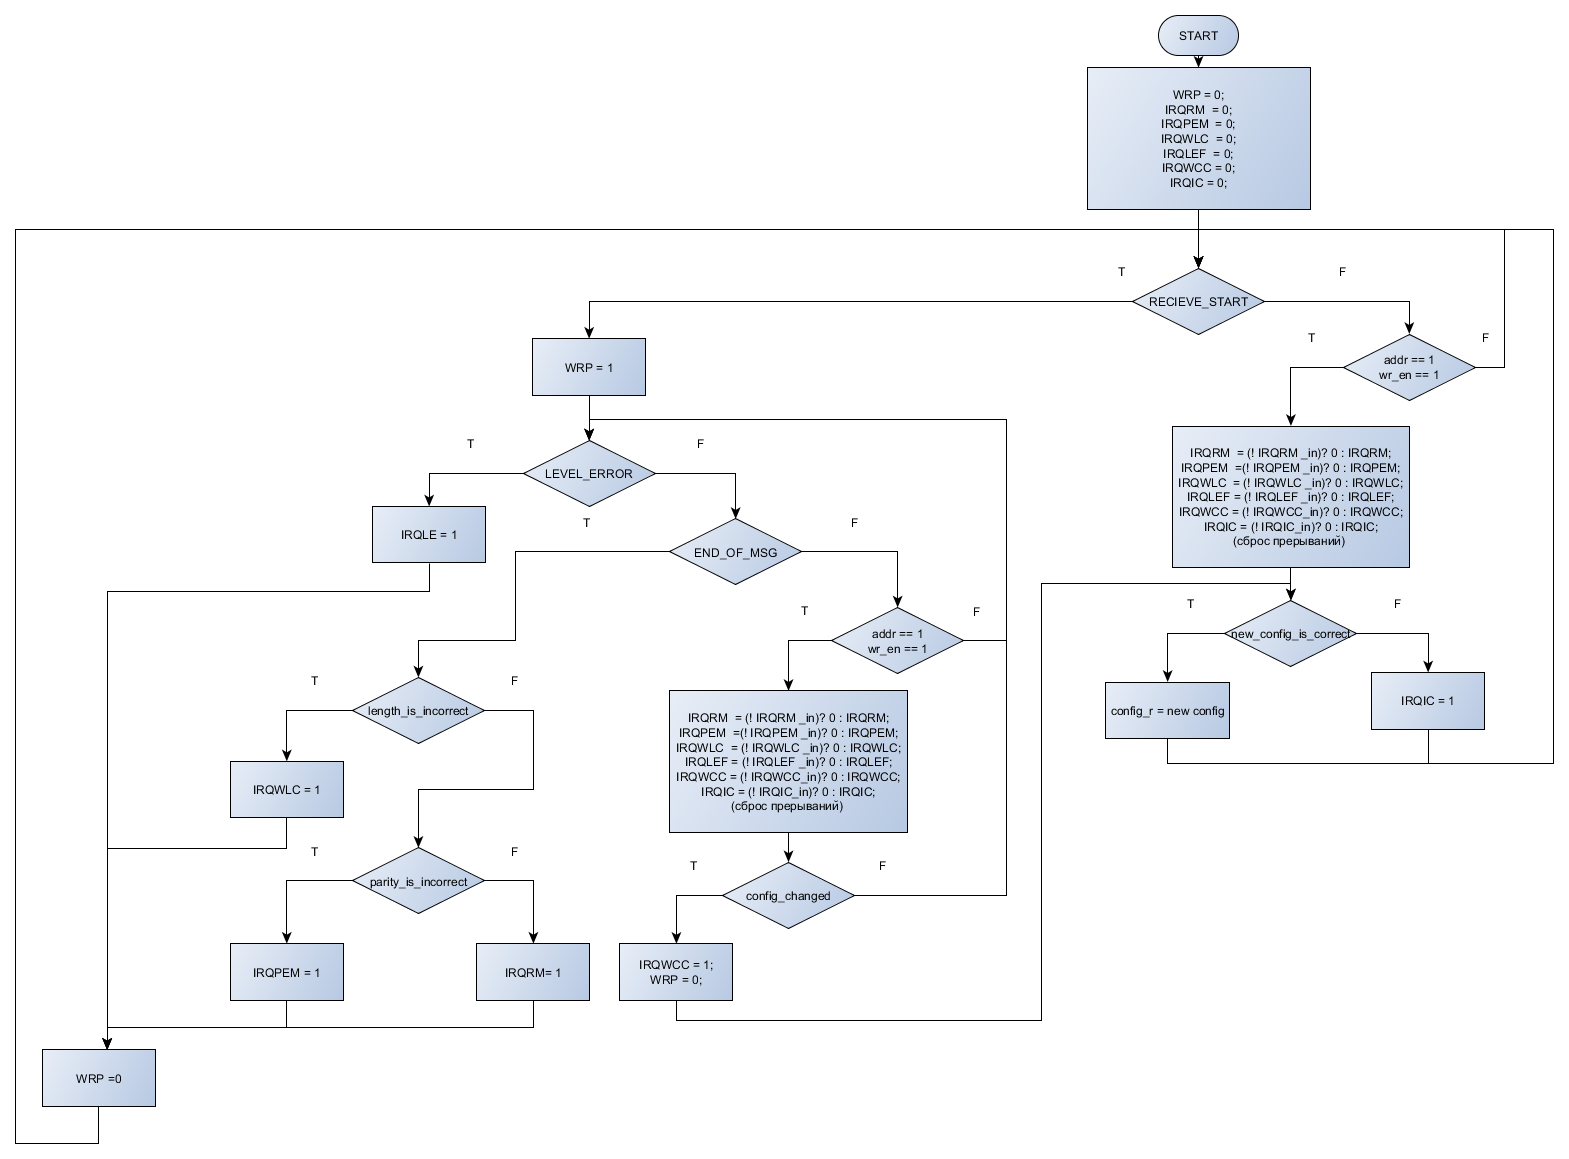 START
WRP = 0;
IRQRM  = 0;
IRQPEM  = 0;
IRQWLC  = 0;
IRQLEF  = 0;
IRQWCC = 0;
IRQIC = 0;
T
F
RECIEVE_START
T
F
addr == 1
wr_en == 1
WRP = 1
T
F
LEVEL_ERROR
IRQLE = 1
T
F
END_OF_MSG
IRQRM  = (! IRQRM _in)? 0 : IRQRM;
IRQPEM  =(! IRQPEM _in)? 0 : IRQPEM;
IRQWLC  = (! IRQWLC _in)? 0 : IRQWLC;
IRQLEF = (! IRQLEF _in)? 0 : IRQLEF;
IRQWCC = (! IRQWCC_in)? 0 : IRQWCC;
IRQIC = (! IRQIC_in)? 0 : IRQIC;
(сброс прерываний)
T
F
new_config_is_correct
config_r = new config
IRQIC = 1
T
F
addr == 1
wr_en == 1
T
F
length_is_incorrect
IRQWLC = 1
IRQRM  = (! IRQRM _in)? 0 : IRQRM;
IRQPEM  =(! IRQPEM _in)? 0 : IRQPEM;
IRQWLC  = (! IRQWLC _in)? 0 : IRQWLC;
IRQLEF = (! IRQLEF _in)? 0 : IRQLEF;
IRQWCC = (! IRQWCC_in)? 0 : IRQWCC;
IRQIC = (! IRQIC_in)? 0 : IRQIC;
(сброс прерываний)
T
F
parity_is_incorrect
T
F
config_changed
IRQPEM = 1
IRQRM= 1
IRQWCC = 1;
WRP = 0;
WRP =0